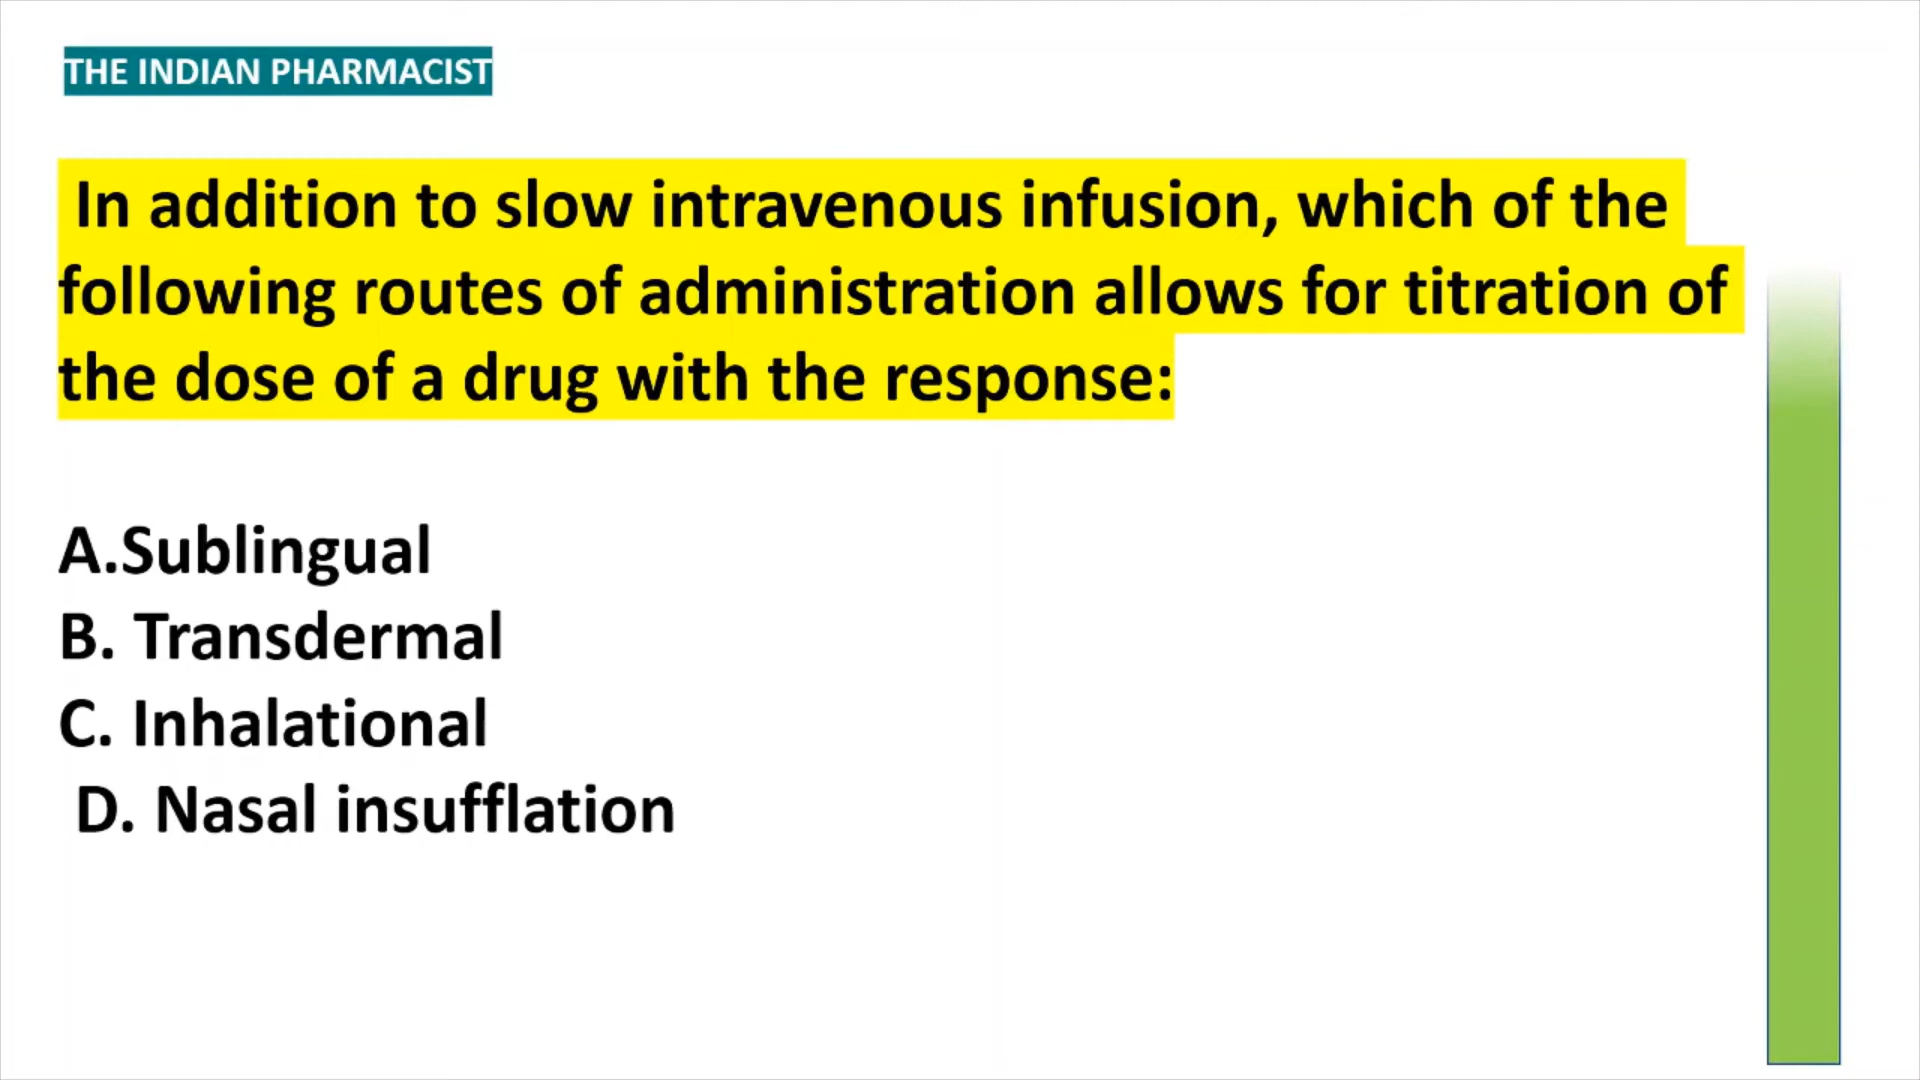 THE INDIAN PHARMACIST
In addition to slow intravenous infusion, which of the
following routes of administration allows for titration of
the dose of a drug with the response:
A.Sublingual
B. Transdermal
C. Inhalational
D. Nasal insufflation